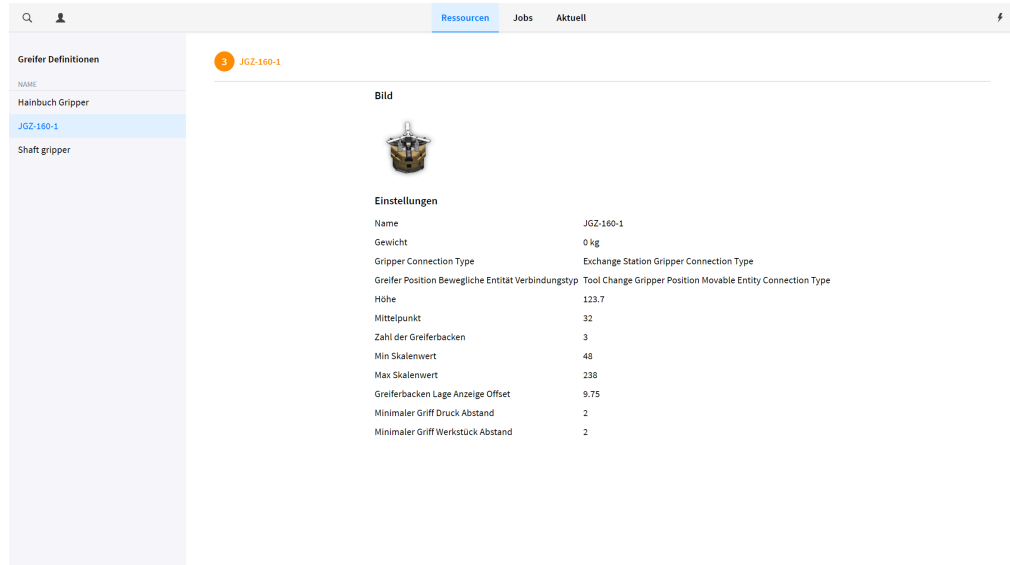 Ressourcen Jobs Aktuell
Greifer Definitionen
NAME
Hainbuch Gripper
JGZ-160-1
Shaft gripper
3 JGZ-160-1
Bild
Einstellungen
Name JGZ-160-1
Gewicht 0 kg
Gripper Connection Type Exchange Station Gripper Connection Type
Greifer Position Bewegliche Entität Verbindungstyp Tool Change Gripper Position Movable Entity Connection Type
Höhe 123.7
Mittelpunkt 32
Zahl der Greiferbacken 3
Min Skalenwert 48
Max Skalenwert 238
Greiferbacken Lage Anzeige Offset 9.75
Minimaler Griff Druck Abstand 2
Minimaler Griff Werkstück Abstand 2